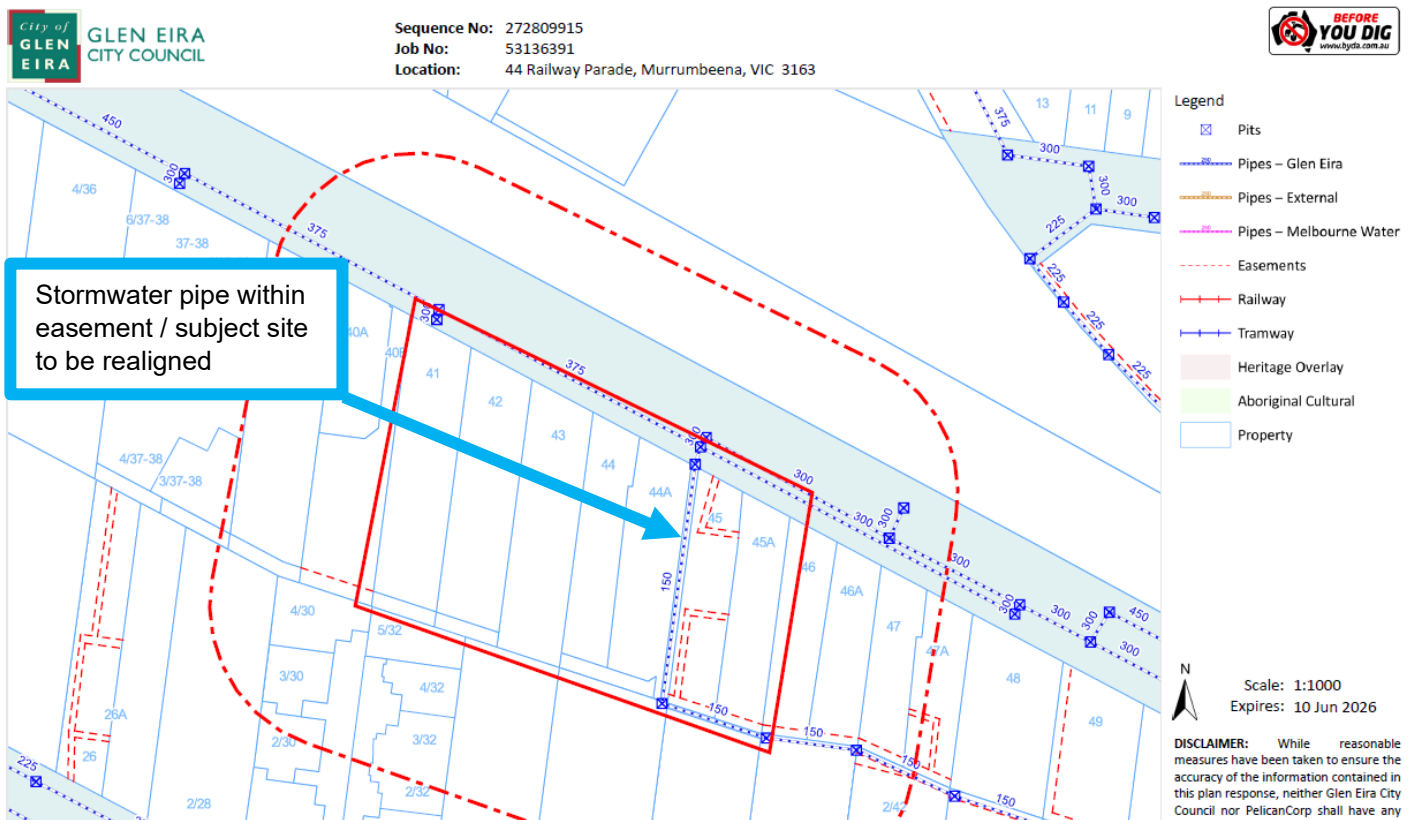 City of
GLEN
EIRA
GLEN EIRA
CITY COUNCIL
Sequence No: 272809915
Job No: 53136391
Location: 44 Railway Parade, Murrumbeena, VIC 3163
BEFORE
YOU DIG
www.byda.com.au
Legend
Pits
Pipes – Glen Eira
Pipes – External
Pipes – Melbourne Water
Easements
Railway
Tramway
Heritage Overlay
Aboriginal Cultural
Property
Stormwater pipe within
easement / subject site
to be realigned
450
300
375
4/36
6/37-38
37-38
13
11
9
375
300
300
300
225
225
225
225
40A
40B
300
41
42
43
44
44A
45
45A
46
46A
47
47A
48
49
375
300
300
300
300
300
300
300
300
450
300
150
150
150
150
150
4/37-38
3/37-38
4/30
5/32
3/30
4/32
2/30
3/32
2/32
2/28
26A
26
225
2/42
N
Scale: 1:1000
Expires: 10 Jun 2026
DISCLAIMER: While reasonable
measures have been taken to ensure the
accuracy of the information contained in
this plan response, neither Glen Eira City
Council nor PelicanCorp shall have any